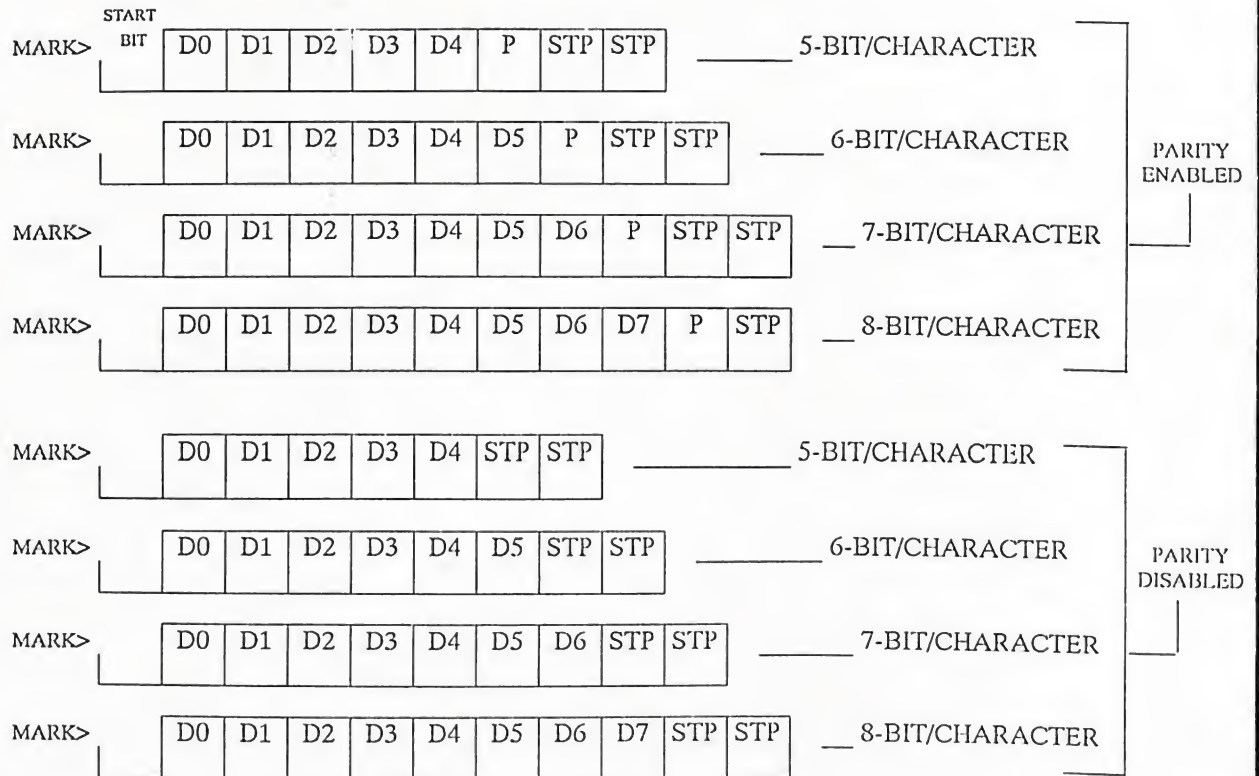 START
BIT
MARK> D0 D1 D2 D3 D4 P STP STP 5-BIT/CHARACTER
MARK> D0 D1 D2 D3 D4 D5 P STP STP 6-BIT/CHARACTER
PARITY
ENABLED
MARK> D0 D1 D2 D3 D4 D5 D6 P STP STP 7-BIT/CHARACTER
MARK> D0 D1 D2 D3 D4 D5 D6 D7 P STP 8-BIT/CHARACTER
MARK> D0 D1 D2 D3 D4 STP STP 5-BIT/CHARACTER
MARK> D0 D1 D2 D3 D4 D5 STP STP 6-BIT/CHARACTER
PARITY
DISABLED
MARK> D0 D1 D2 D3 D4 D5 D6 STP STP 7-BIT/CHARACTER
MARK> D0 D1 D2 D3 D4 D5 D6 D7 STP STP 8-BIT/CHARACTER